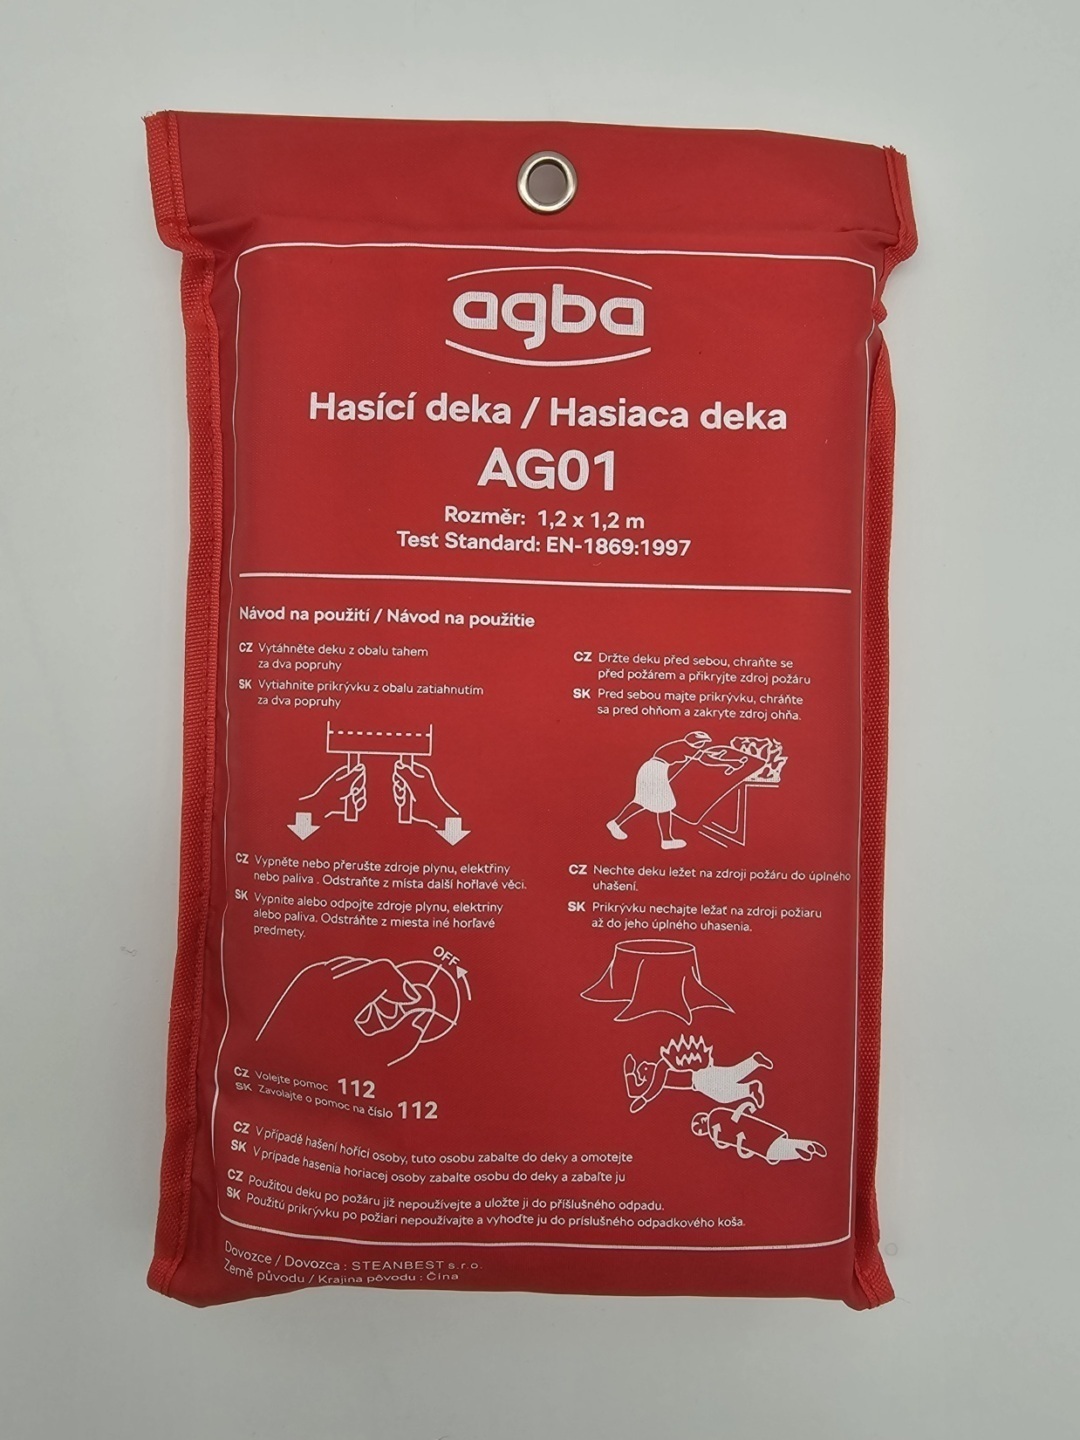 agba
Hasící deka / Hasiaca deka
AG01
Rozměr: 1,2 x 1,2 m
Test Standard: EN-1869:1997
Návod na použití / Návod na použitie
CZ Vytáhněte deku z obalu tahem
za dva popruhy
SK Vytiahnite prikrývku z obalu zatiahnutím
za dva popruhy
CZ Vypněte nebo přerušte zdroje plynu, elektřiny
nebo paliva . Odstraňte z místa další hořlavé věci.
SK Vypnite alebo odpojte zdroje plynu, elektriny
alebo paliva. Odstráňte z miesta iné horľavé
predmety.
OFF
CZ Volejte pomoc 112
SK Zavolajte o pomoc na číslo 112
CZ Držte deku před sebou, chraňte se
před požárem a přikryjte zdroj požáru
SK Pred sebou majte prikrývku, chráňte
sa pred ohňom a zakryte zdroj ohňa.
CZ Nechte deku ležet na zdroji požáru do úplného
uhašení.
SK Prikrývku nechajte ležať na zdroji požiaru
až do jeho úplného uhasenia.
CZ V případě hašení hořící osoby, tuto osobu zabalte do deky a omotejte
SK V prípade hasenia horiacej osoby zabalte osobu do deky a zabaľte ju
CZ Použitou deku po požáru již nepoužívejte a uložte ji do příšlušného odpadu.
SK Použitú prikrývku po požiari nepoužívajte a vyhoďte ju do príslušného odpadkového koša.
Dovozce / Dovozca : STEANBEST s.r.o.
Země původu / Krajina pôvodu : Čína